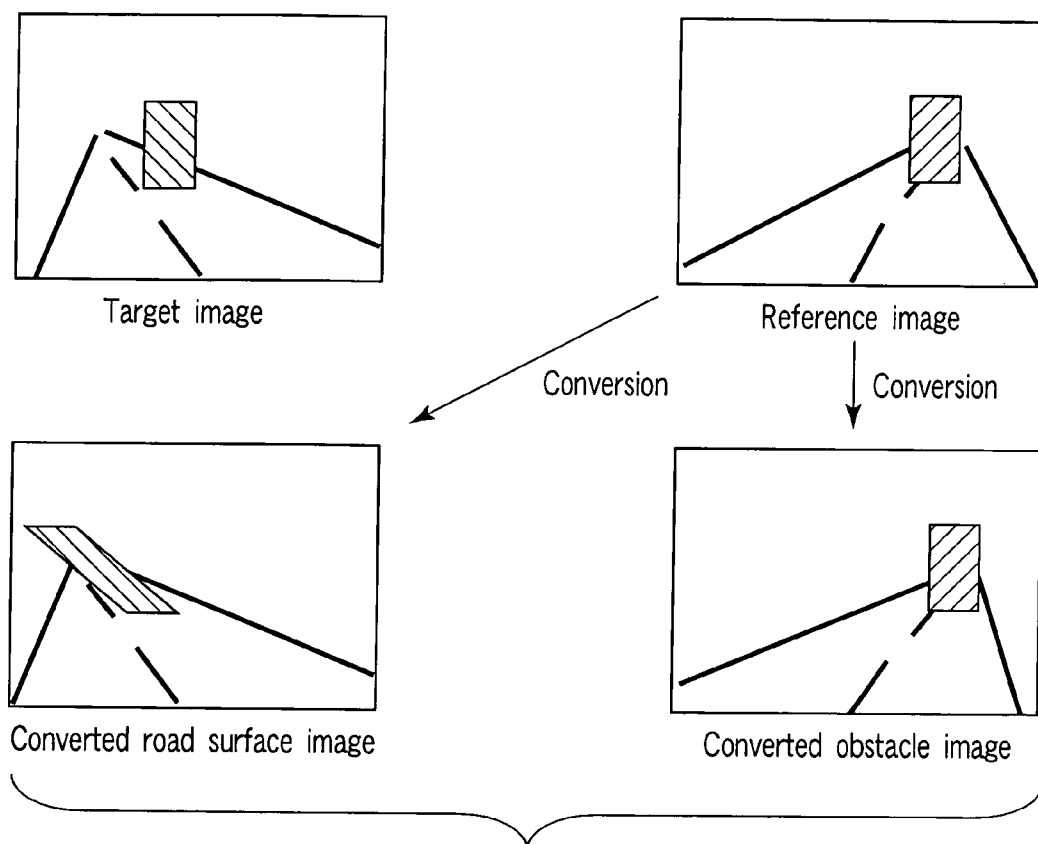 Target image
Reference image
Conversion
Conversion
Converted road surface image
Converted obstacle image